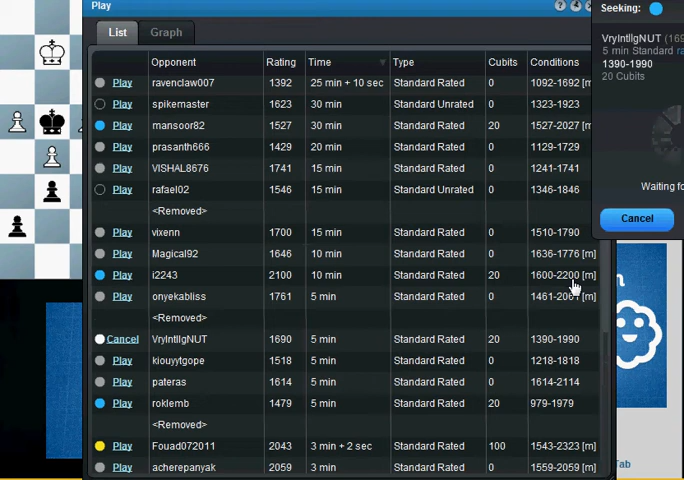 Play
List Graph
Opponent Rating Time Type Cubits Conditions
Play ravenclaw007 1392 25 min + 10 sec Standard Rated 0 1092-1692 [m
Play spikemaster 1623 30 min Standard Unrated 0 1323-1923
Play mansoor82 1527 30 min Standard Rated 20 1527-2027 [m
Play prasanth666 1429 20 min Standard Rated 0 1129-1729
Play VISHAL8676 1741 15 min Standard Rated 0 1241-1741
Play rafael02 1546 15 min Standard Unrated 0 1346-1846
<Removed>
Play vixenn 1700 15 min Standard Rated 0 1510-1790
Play Magical92 1646 10 min Standard Rated 0 1636-1776 [m]
Play i2243 2100 10 min Standard Rated 20 1600-2200 [m]
Play onyekabliss 1761 5 min Standard Rated 0 1461-2061 [m]
<Removed>
Cancel VryIntlIgNUT 1690 5 min Standard Rated 20 1390-1990
Play kiouyytgope 1518 5 min Standard Rated 0 1218-1818
Play pateras 1614 5 min Standard Rated 0 1614-2114
Play roklemb 1479 5 min Standard Rated 20 979-1979
<Removed>
Play Fouad072011 2043 3 min + 2 sec Standard Rated 100 1543-2323 [m]
Play acherepanyak 2059 3 min Standard Rated 0 1559-2059 [m]
Seeking:
VryIntlIgNUT (169
5 min Standard ra
1390-1990
20 Cubits
Waiting fo
Cancel
n
Tab